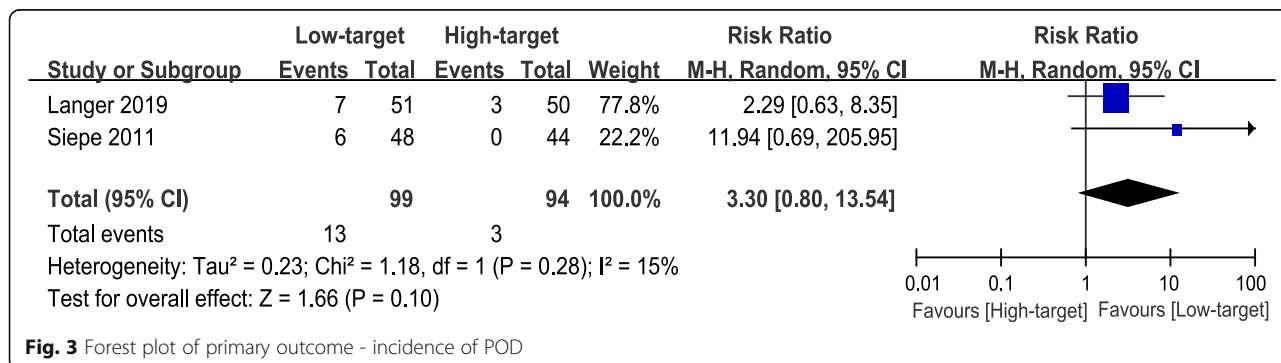 Low-target High-target Risk Ratio Risk Ratio
Study or Subgroup Events Total Events Total Weight M-H, Random, 95% CI M-H, Random, 95% CI
Langer 2019 7 51 3 50 77.8% 2.29 [0.63, 8.35]
Siepe 2011 6 48 0 44 22.2% 11.94 [0.69, 205.95]
Total (95% CI) 99 94 100.0% 3.30 [0.80, 13.54]
Total events 13 3
Heterogeneity: Tau² = 0.23; Chi² = 1.18, df = 1 (P = 0.28); I² = 15%
Test for overall effect: Z = 1.66 (P = 0.10)
0.01 0.1 1 10 100
Favours [High-target] Favours [Low-target]
Fig. 3 Forest plot of primary outcome - incidence of POD